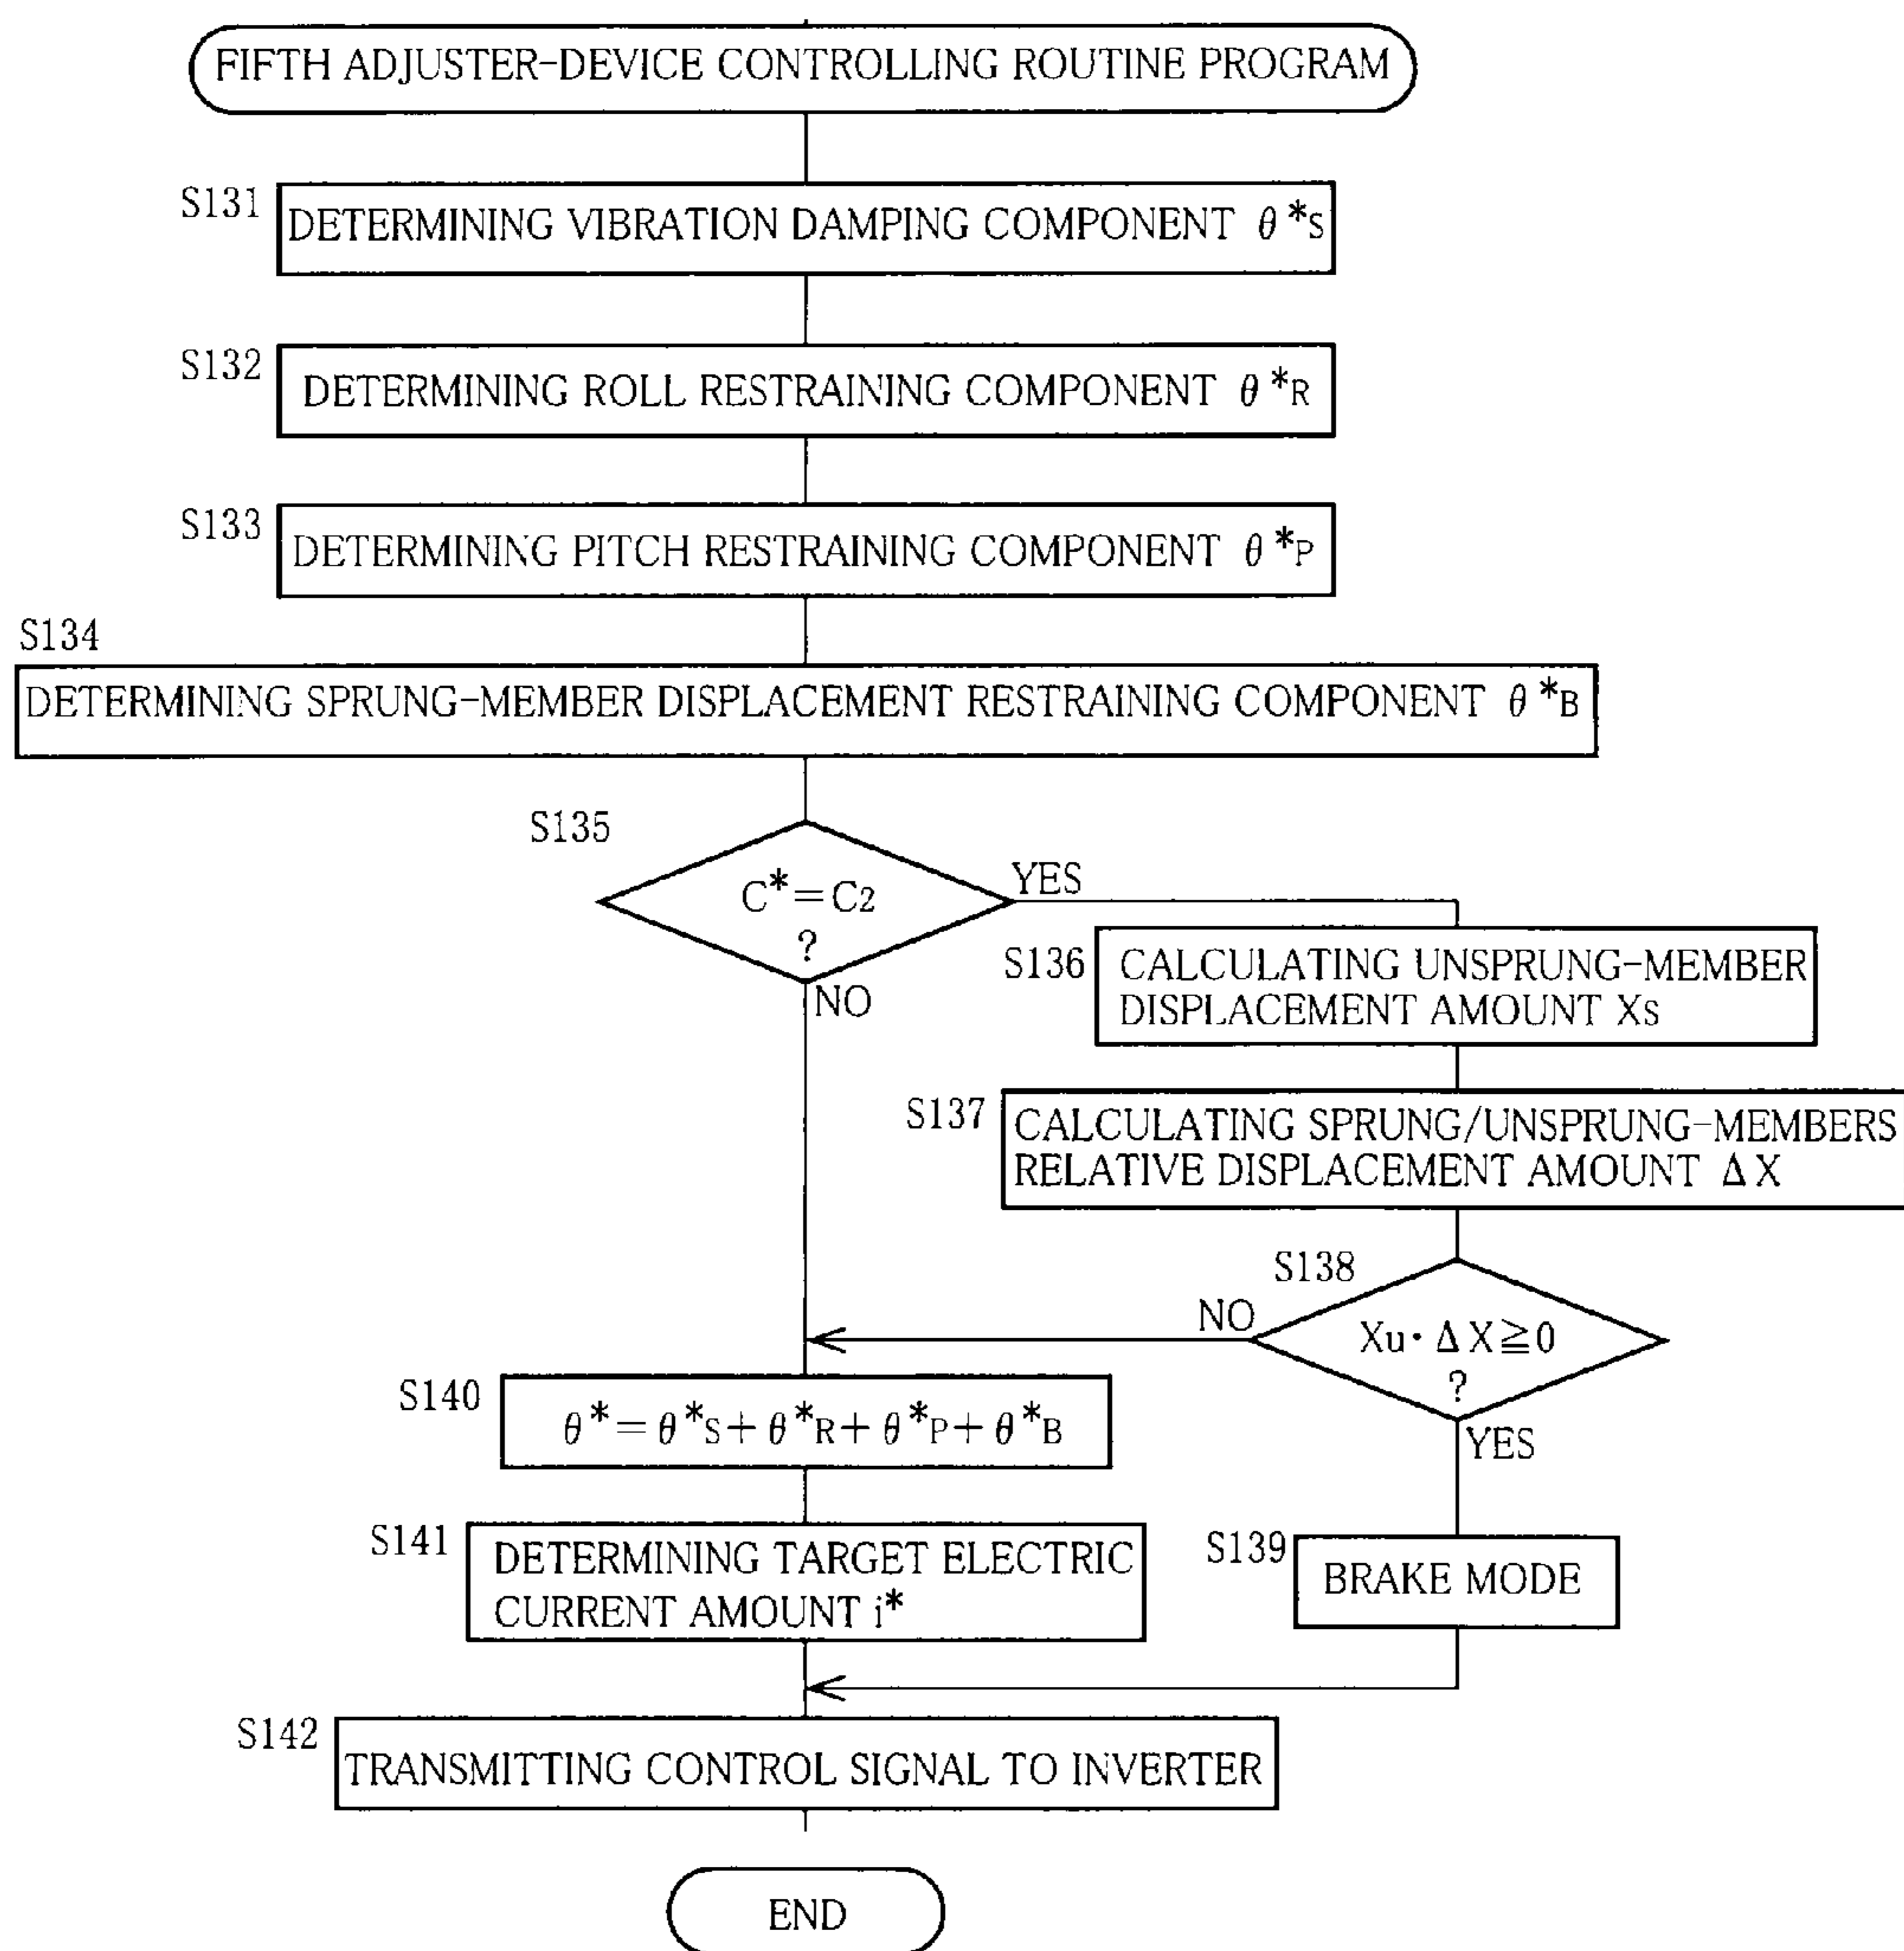 FIFTH ADJUSTER-DEVICE CONTROLLING ROUTINE PROGRAM
S131
DETERMINING VIBRATION DAMPING COMPONENT θ*S
S132
DETERMINING ROLL RESTRAINING COMPONENT θ*R
S133
DETERMINING PITCH RESTRAINING COMPONENT θ*P
S134
DETERMINING SPRUNG-MEMBER DISPLACEMENT RESTRAINING COMPONENT θ*B
S135
C*=C2
?
YES
NO
S136
CALCULATING UNSPRUNG-MEMBER
DISPLACEMENT AMOUNT Xs
S137
CALCULATING SPRUNG/UNSPRUNG-MEMBERS
RELATIVE DISPLACEMENT AMOUNT ΔX
S138
Xu・ΔX≧0
?
NO
YES
S139
BRAKE MODE
S140
θ*=θ*S+θ*R+θ*P+θ*B
S141
DETERMINING TARGET ELECTRIC
CURRENT AMOUNT i*
S142
TRANSMITTING CONTROL SIGNAL TO INVERTER
END